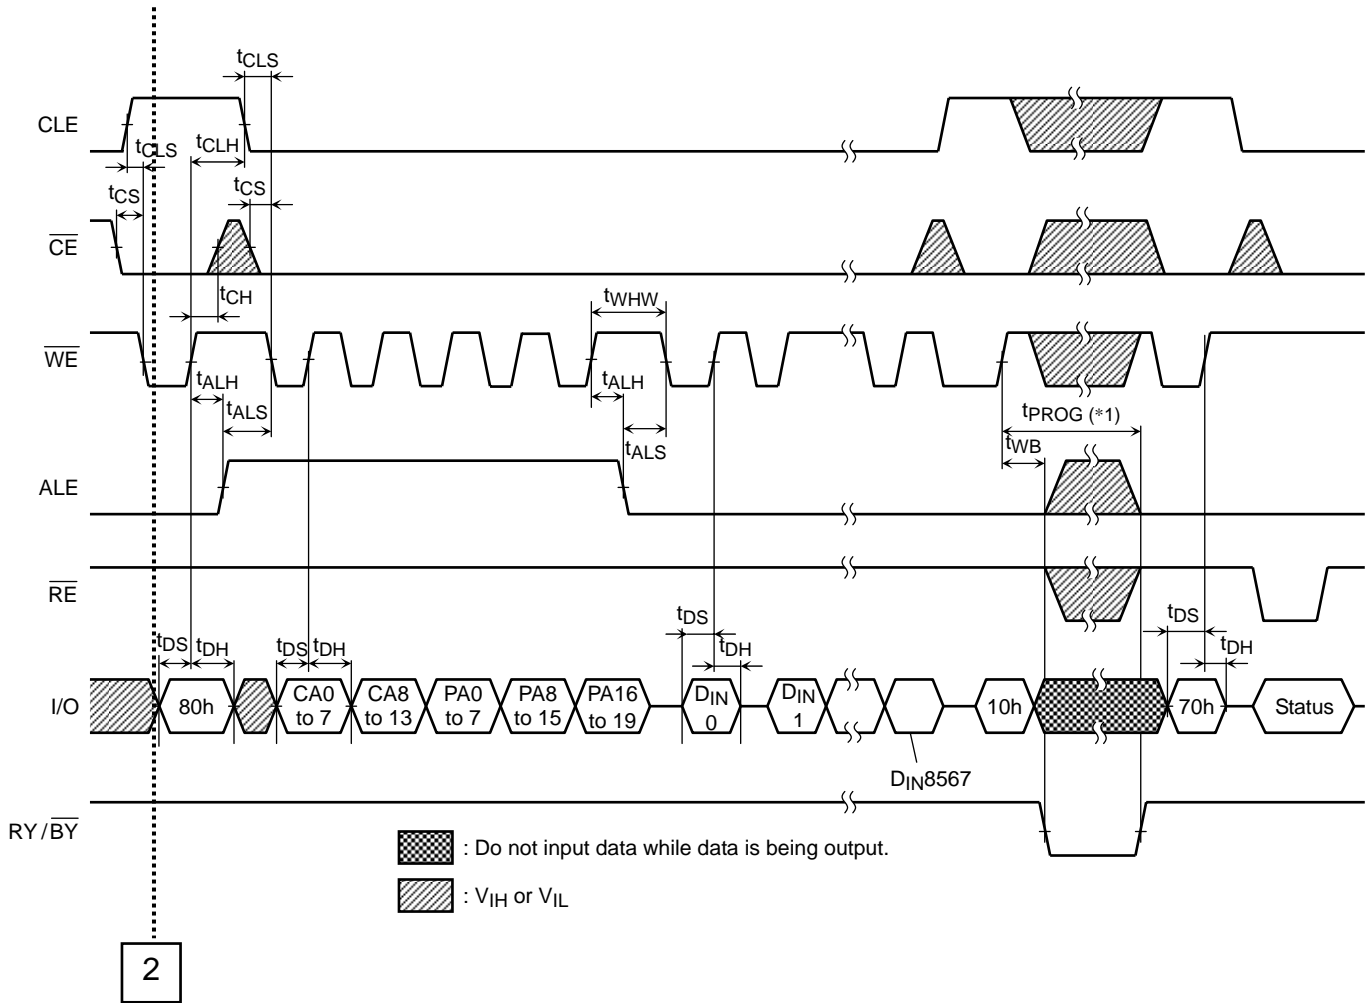 tCLS
CLE
tCLS
tCLH
tCS
tCS
CE
tCH
tWHW
WE
tALH
tALH
tALS
tPROG (*1)
tALS
tWB
ALE
RE
tDS
tDH
tDS
tDH
tDS
tDH
tDS
tDH
I/O
80h
CA0 to 7
CA8 to 13
PA0 to 7
PA8 to 15
PA16 to 19
DIN 0
DIN 1
10h
70h
Status
DIN8567
RY/BY
: Do not input data while data is being output.
: VIH or VIL
2